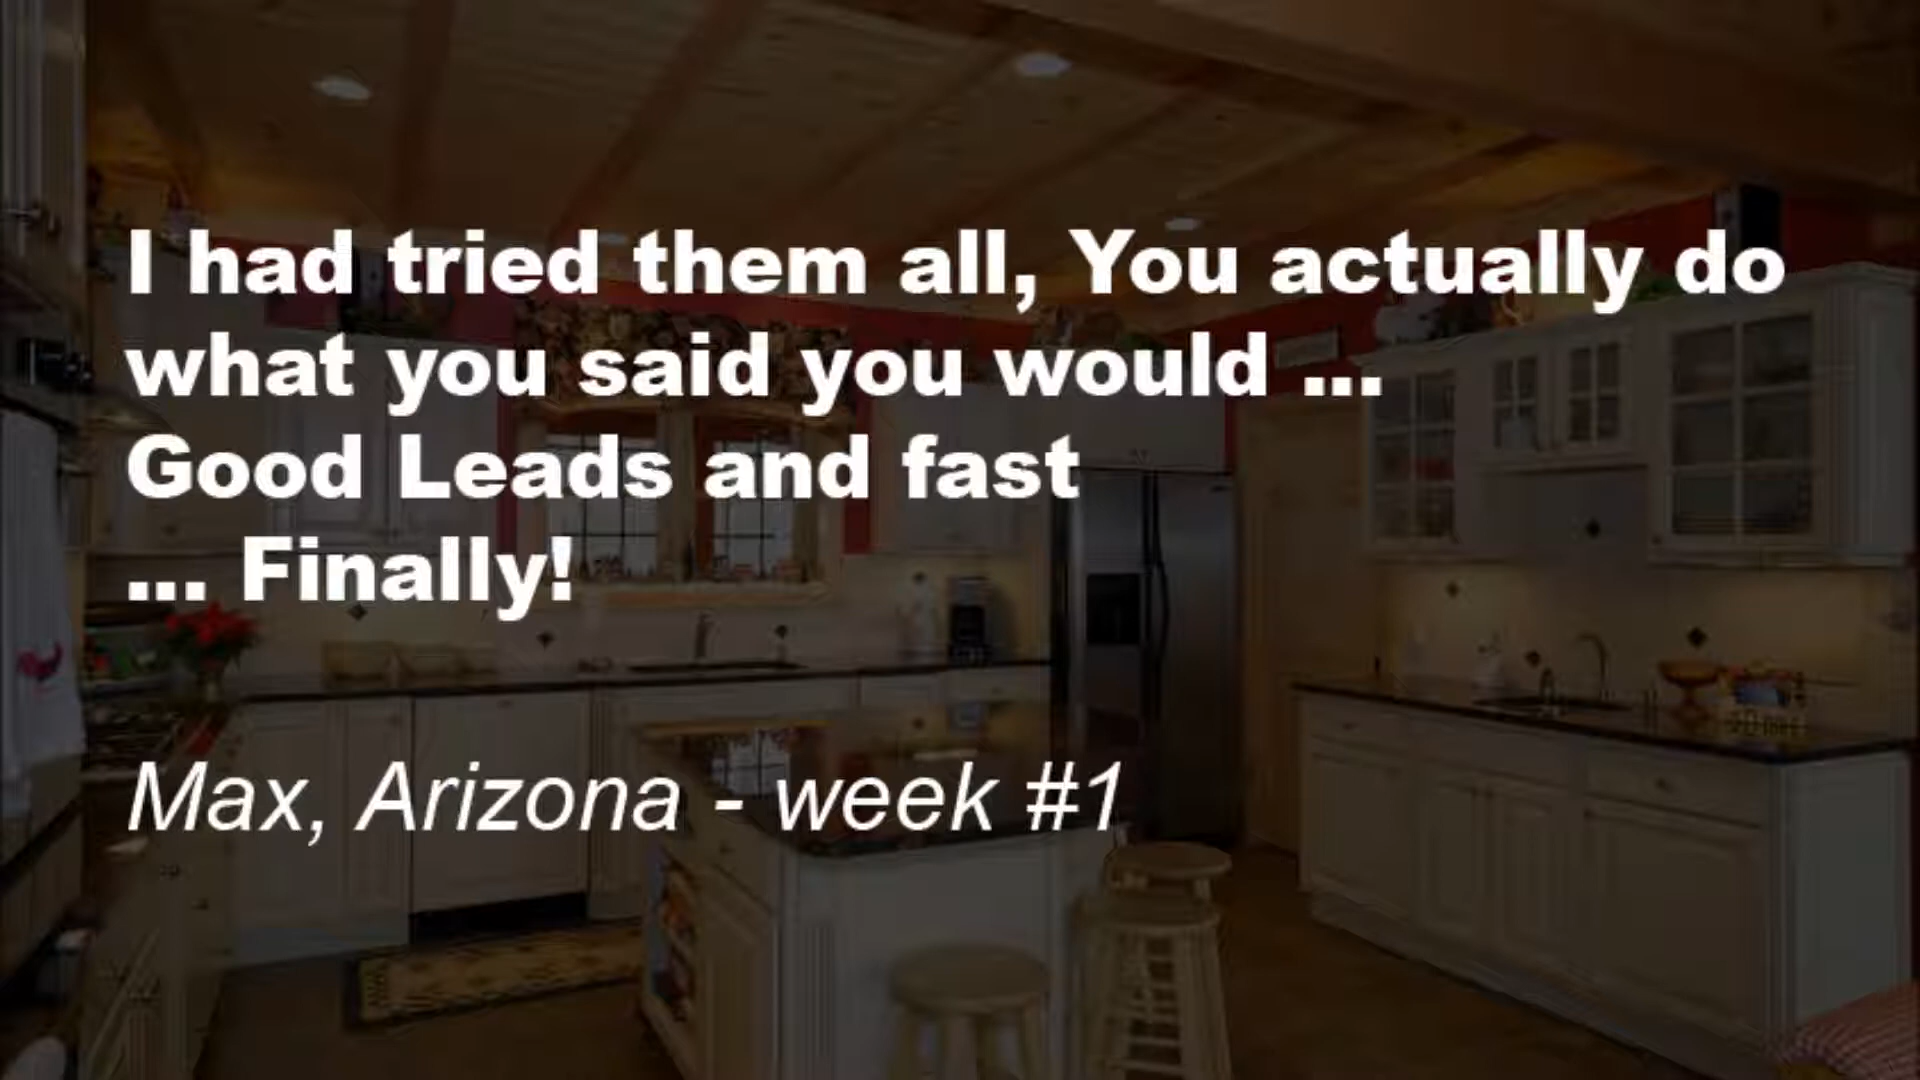 I had tried them all, You actually do
what you said you would ...
Good Leads and fast
... Finally!
Max, Arizona - week #1